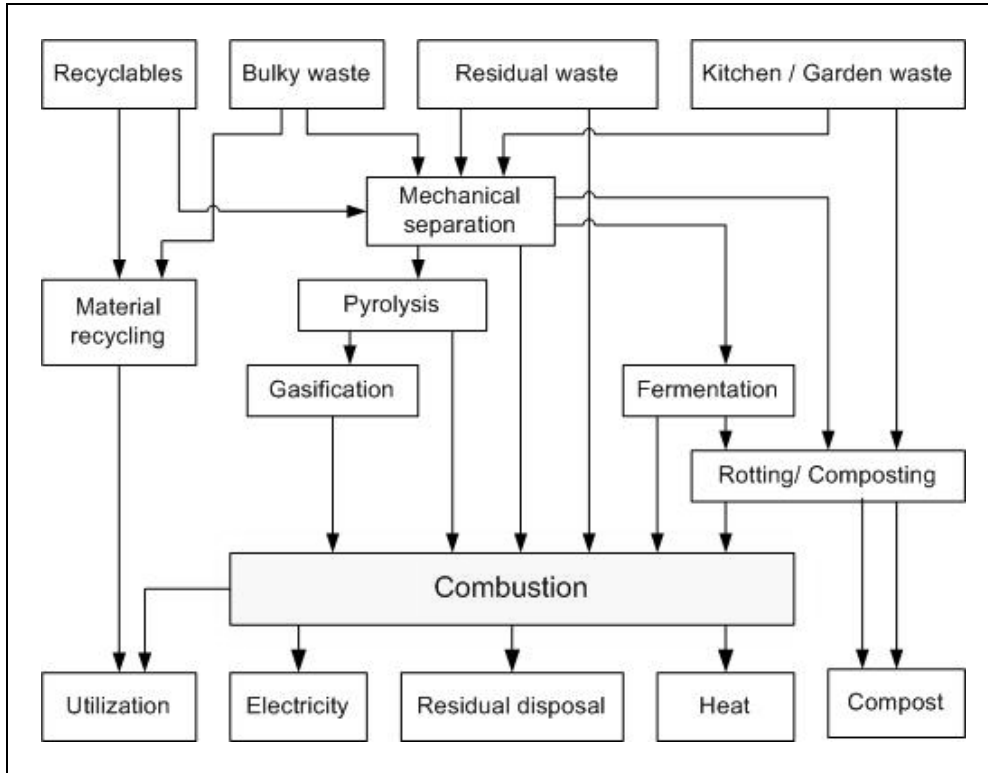 Recyclables
Bulky waste
Residual waste
Kitchen / Garden waste
Mechanical
separation
Material
recycling
Pyrolysis
Gasification
Fermentation
Rotting/ Composting
Combustion
Utilization
Electricity
Residual disposal
Heat
Compost